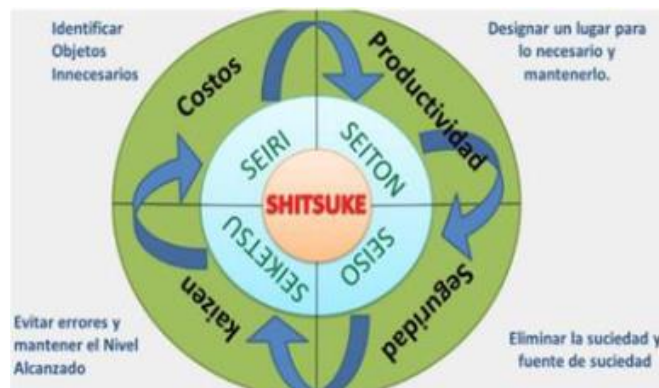 Identificar
Objetos
Innecesarios
Designar un lugar para
lo necesario y
mantenerlo.
Costos
Productividad
SEIRI
SEITON
SHITSUKE
SEIKETSU
SEISO
kaizen
Seguridad
Evitar errores y
mantener el Nivel
Alcanzado
Eliminar la suciedad y
fuente de suciedad